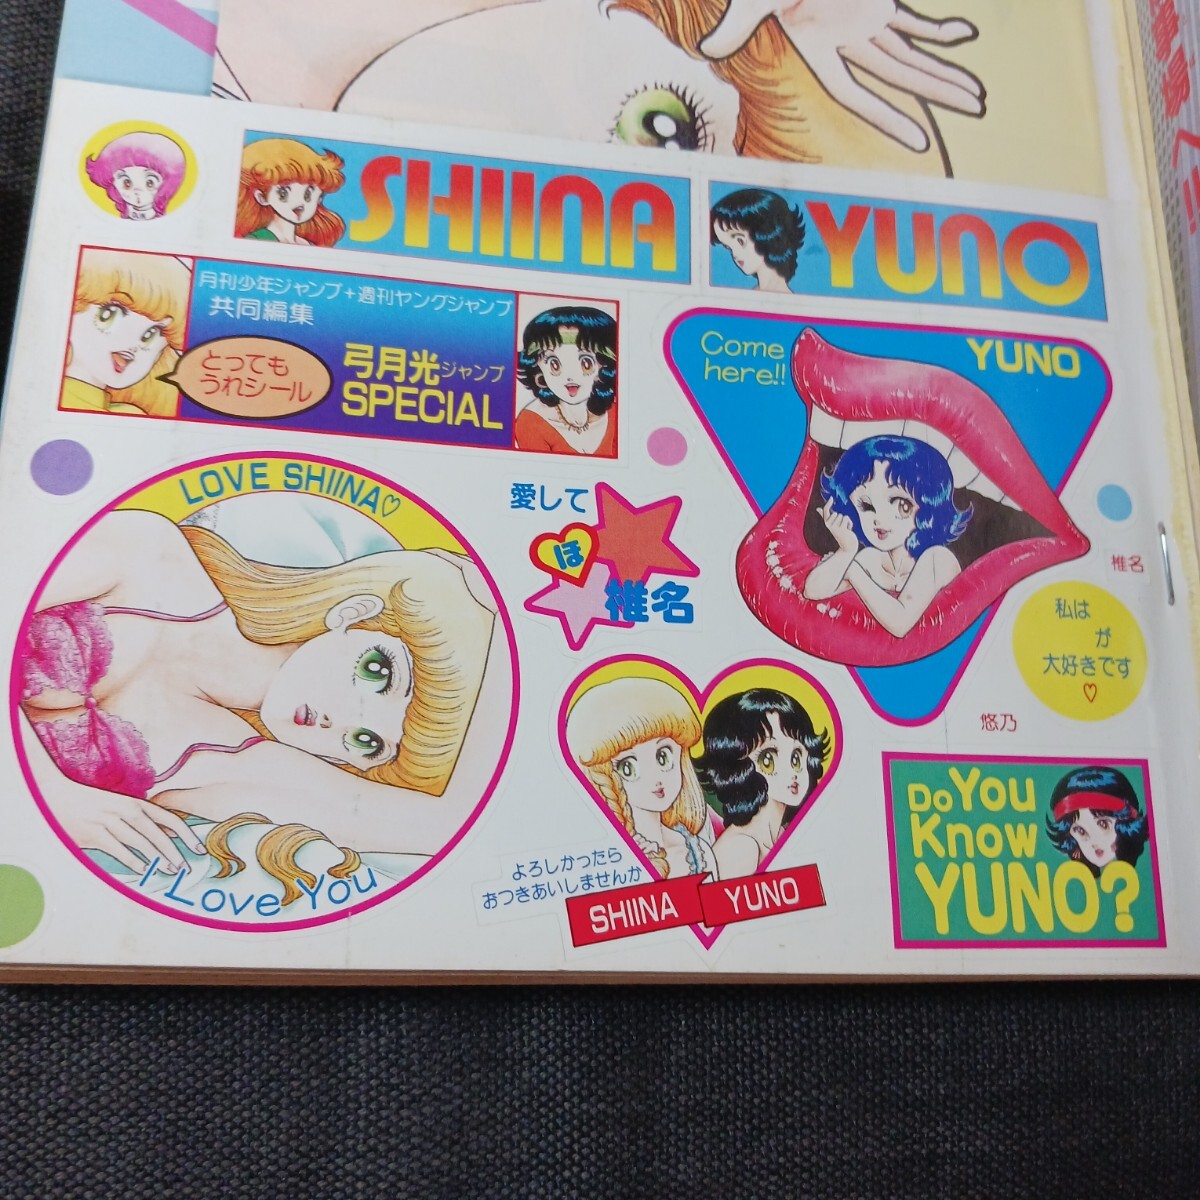 SHIINA
YUNO
月刊少年ジャンプ+週刊ヤングジャンプ
共同編集
とっても
うれシール
弓月光ジャンプ
SPECIAL
Come
here!!
YUNO
LOVE SHIINA♡
I Love You
愛して
ほ
椎名
椎名
私は
が
大好きです
♡
悠乃
よろしかったら
おつきあいしませんか
SHIINA
YUNO
Do You
Know
YUNO?